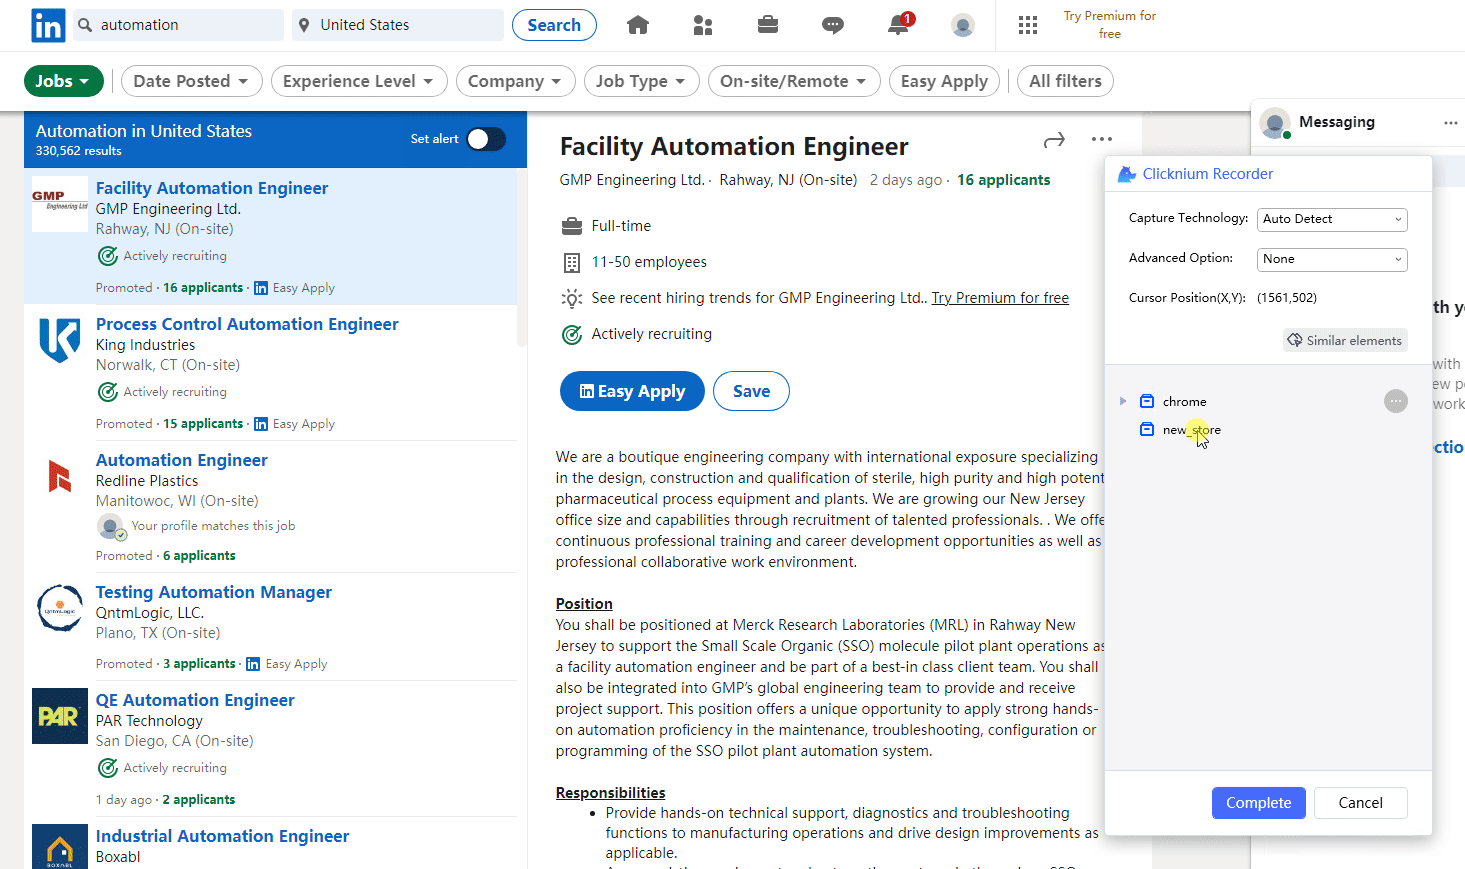 in automation United States Search 1 Try Premium for
free
Jobs Date Posted Experience Level Company Job Type On-site/Remote Easy Apply All filters
Automation in United States
330,562 results
Set alert
GMP
Engineering Ltd
Facility Automation Engineer
GMP Engineering Ltd.
Rahway, NJ (On-site)
Actively recruiting
Promoted · 16 applicants · in Easy Apply
Process Control Automation Engineer
King Industries
Norwalk, CT (On-site)
Actively recruiting
Promoted · 15 applicants · in Easy Apply
Automation Engineer
Redline Plastics
Manitowoc, WI (On-site)
Your profile matches this job
Promoted · 6 applicants
QntmLogic
Testing Automation Manager
QntmLogic, LLC.
Plano, TX (On-site)
Promoted · 3 applicants · in Easy Apply
PAR
QE Automation Engineer
PAR Technology
San Diego, CA (On-site)
Actively recruiting
1 day ago · 2 applicants
BOXABL
Industrial Automation Engineer
Boxabl
Facility Automation Engineer
GMP Engineering Ltd. · Rahway, NJ (On-site) 2 days ago · 16 applicants
Full-time
11-50 employees
See recent hiring trends for GMP Engineering Ltd.. Try Premium for free
Actively recruiting
in Easy Apply Save
We are a boutique engineering company with international exposure specializing
in the design, construction and qualification of sterile, high purity and high potent
pharmaceutical process equipment and plants. We are growing our New Jersey
office size and capabilities through recruitment of talented professionals. . We offe
continuous professional training and career development opportunities as well as
professional collaborative work environment.
Position
You shall be positioned at Merck Research Laboratories (MRL) in Rahway New
Jersey to support the Small Scale Organic (SSO) molecule pilot plant operations as
a facility automation engineer and be part of a best-in class client team. You shall
also be integrated into GMP's global engineering team to provide and receive
project support. This position offers a unique opportunity to apply strong hands-
on automation proficiency in the maintenance, troubleshooting, configuration or
programming of the SSO pilot plant automation system.
Responsibilities
• Provide hands-on technical support, diagnostics and troubleshooting
functions to manufacturing operations and drive design improvements as
applicable.
Messaging
Clicknium Recorder
Capture Technology: Auto Detect
Advanced Option: None
Cursor Position(X,Y): (1561,502)
Similar elements
chrome
new_store
Complete Cancel
th y
with
ew p
work
ctio